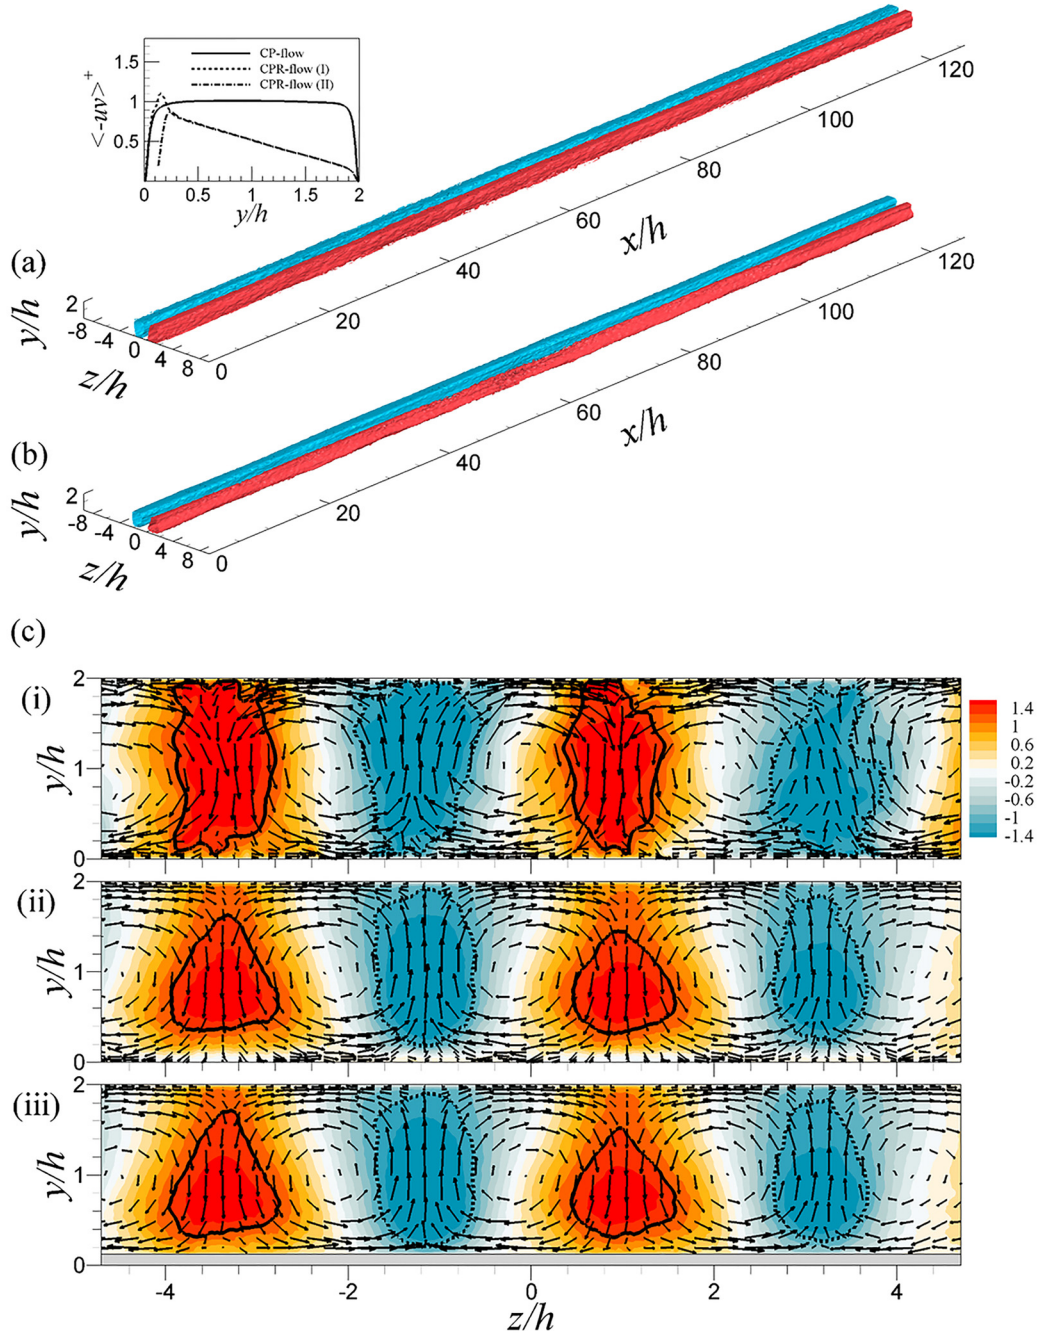 <-uv>+
1.5
1
0.5
CP-flow
CPR-flow (I)
CPR-flow (II)
0 0.5 1 1.5 2
y/h
(a)
y/h
2
-8 -4 0 4 8
z/h
0 20 40 60 80 100 120
x/h
(b)
y/h
2
-8 -4 0 4 8
z/h
0 20 40 60 80 100 120
x/h
(c)
(i)
y/h
2
1
0
1.4
1
0.6
0.2
-0.2
-0.6
-1
-1.4
(ii)
y/h
2
1
0
(iii)
y/h
2
1
0
-4 -2 0 2 4
z/h